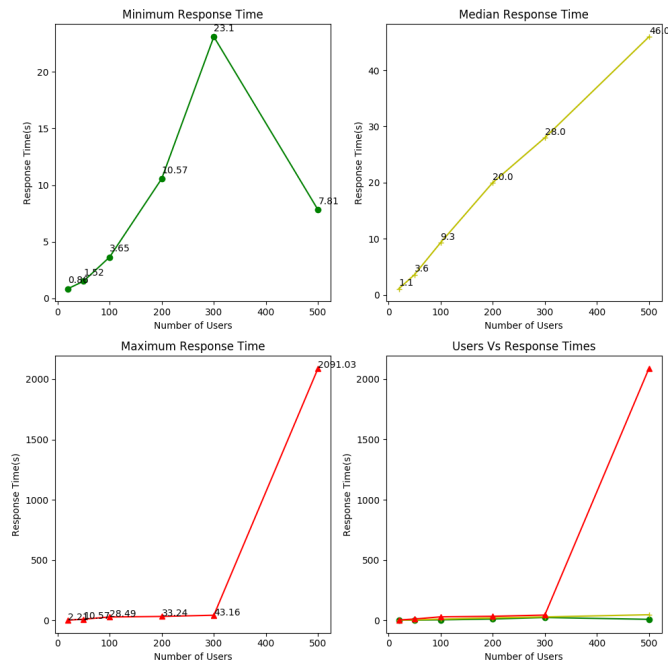 Minimum Response Time
23.1
20
15
10
5
0
10.57
7.81
3.65
1.52
Response Time(s)
0 100 200 300 400 500
Number of Users
Median Response Time
46.0
40
30
20
10
0
28.0
20.0
9.3
3.6
1.1
Response Time(s)
0 100 200 300 400 500
Number of Users
Maximum Response Time
2091.03
2000
1500
1000
500
0
2.21 10.57 28.49 33.24 43.16
Response Time(s)
0 100 200 300 400 500
Number of Users
Users Vs Response Times
2000
1500
1000
500
0
Response Time(s)
0 100 200 300 400 500
Number of Users